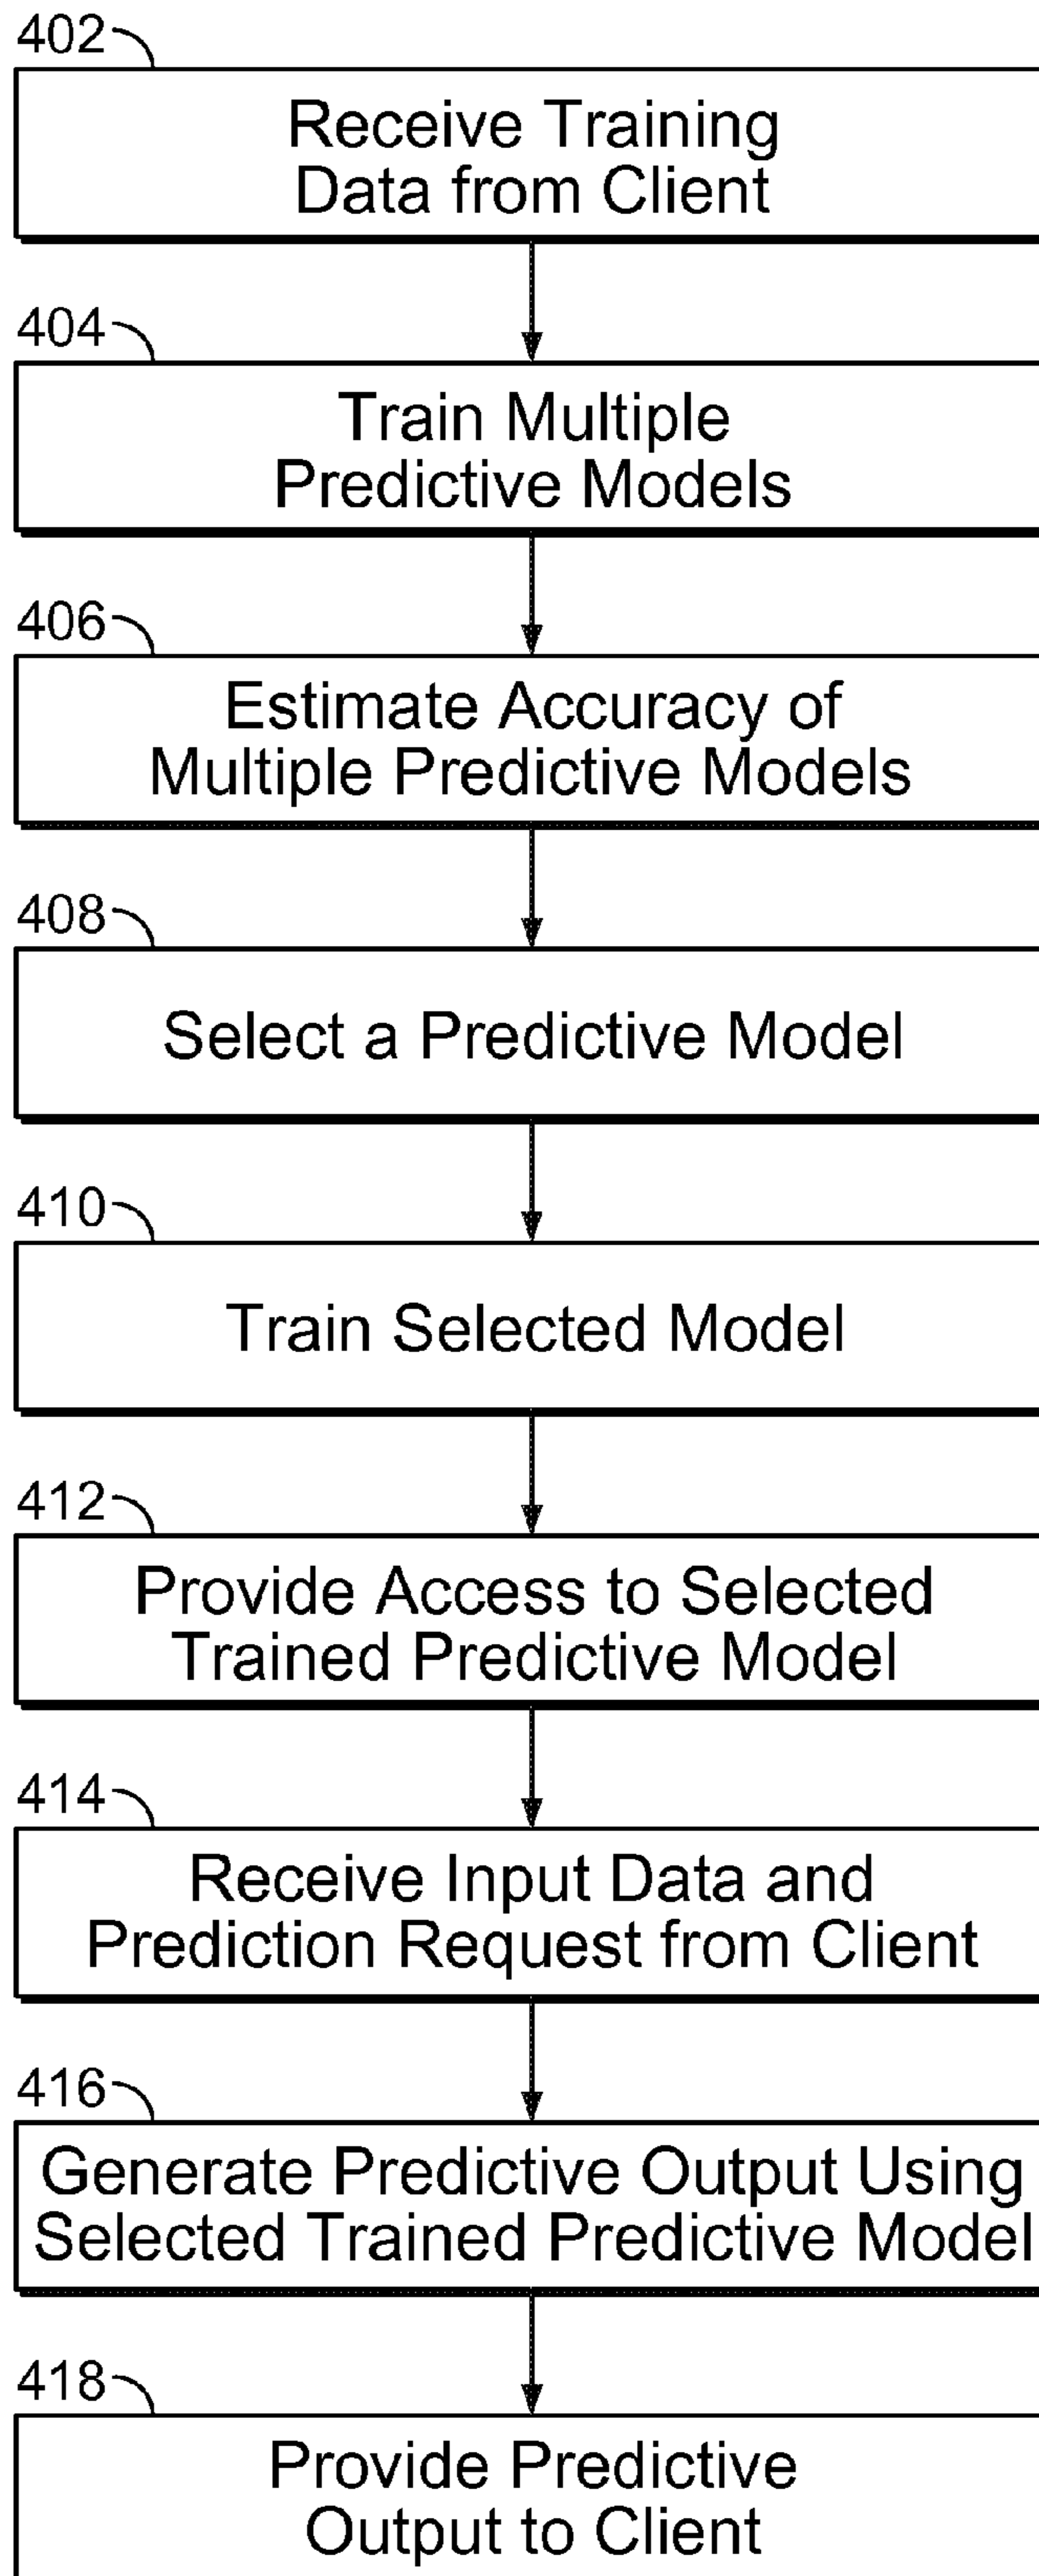 402
Receive Training
Data from Client
404
Train Multiple
Predictive Models
406
Estimate Accuracy of
Multiple Predictive Models
408
Select a Predictive Model
410
Train Selected Model
412
Provide Access to Selected
Trained Predictive Model
414
Receive Input Data and
Prediction Request from Client
416
Generate Predictive Output Using
Selected Trained Predictive Model
418
Provide Predictive
Output to Client